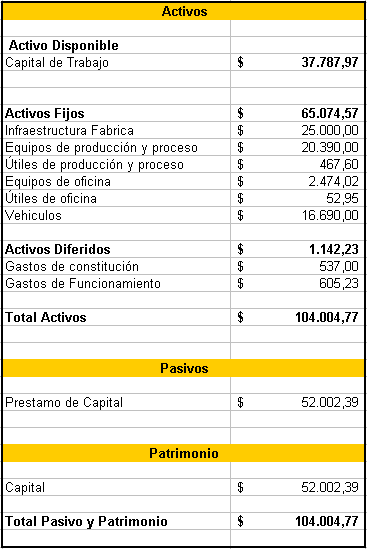 Activos
Activo Disponible
Capital de Trabajo $ 37.787,97
Activos Fijos $ 65.074,57
Infraestructura Fabrica $ 25.000,00
Equipos de producción y proceso $ 20.390,00
Útiles de producción y proceso $ 467,60
Equipos de oficina $ 2.474,02
Útiles de oficina $ 52,95
Vehiculos $ 16.690,00
Activos Diferidos $ 1.142,23
Gastos de constitución $ 537,00
Gastos de Funcionamiento $ 605,23
Total Activos $ 104.004,77
Pasivos
Prestamo de Capital $ 52.002,39
Patrimonio
Capital $ 52.002,39
Total Pasivo y Patrimonio $ 104.004,77